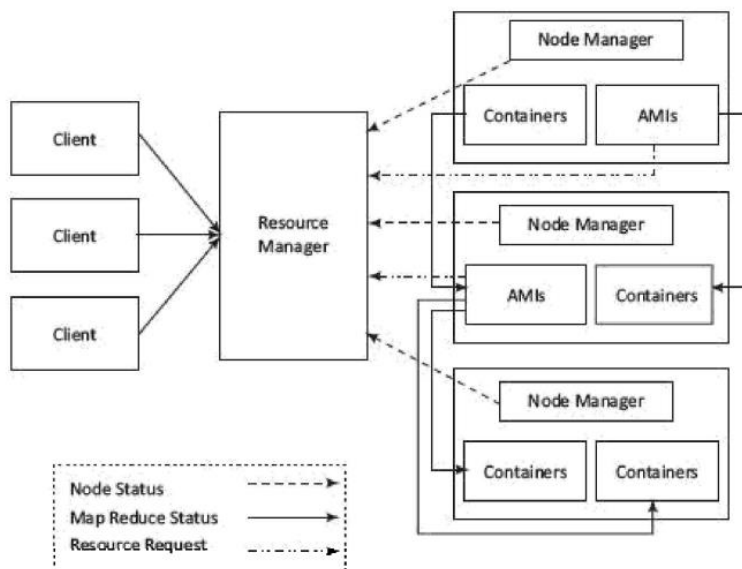 Node Manager
Containers
AMIs
Client
Client
Client
Resource
Manager
Node Manager
AMIs
Containers
Node Manager
Containers
Containers
Node Status
Map Reduce Status
Resource Request